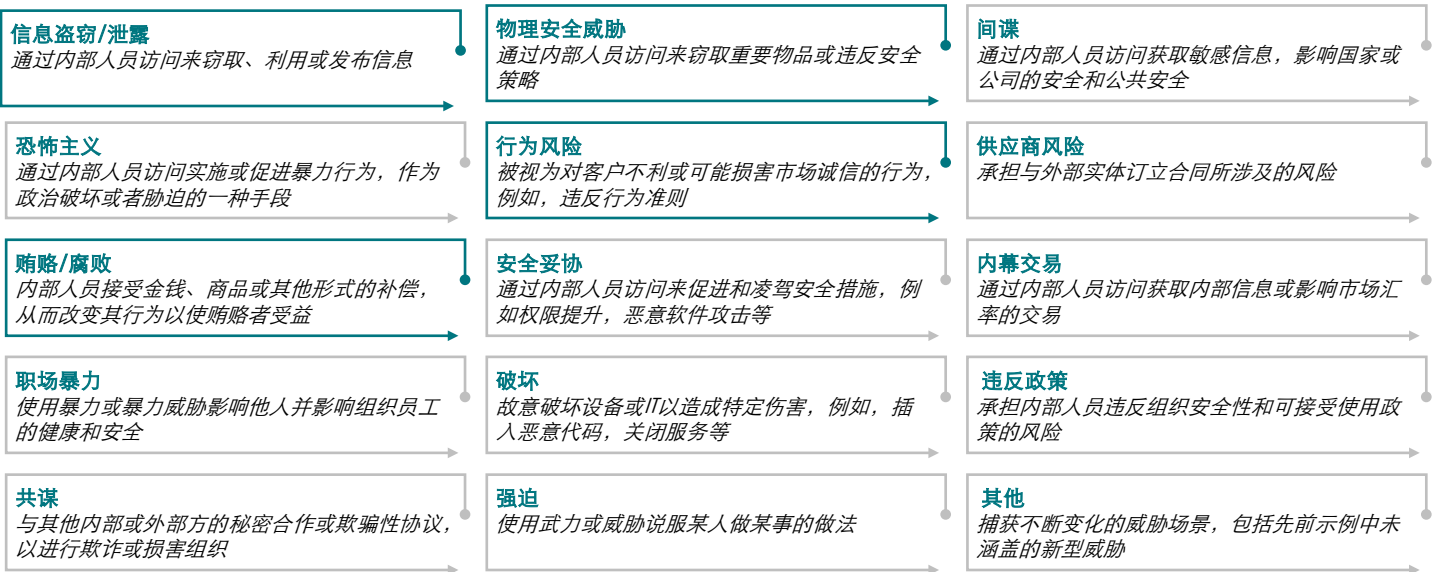 信息盗窃/泄露
通过内部人员访问来窃取、利用或发布信息
物理安全威胁
通过内部人员访问来窃取重要物品或违反安全
策略
间谍
通过内部人员访问获取敏感信息，影响国家或
公司的安全和公共安全
恐怖主义
通过内部人员访问实施或促进暴力行为，作为
政治破坏或者胁迫的一种手段
行为风险
被视为对客户不利或可能损害市场诚信的行为，
例如，违反行为准则
供应商风险
承担与外部实体订立合同所涉及的风险
贿赂/腐败
内部人员接受金钱、商品或其他形式的补偿，
从而改变其行为以使贿赂者受益
安全妥协
通过内部人员访问来促进和凌驾安全措施，例
如权限提升，恶意软件攻击等
内幕交易
通过内部人员访问获取内部信息或影响市场汇
率的交易
职场暴力
使用暴力或暴力威胁影响他人并影响组织员工
的健康和安全
破坏
故意破坏设备或IT以造成特定伤害，例如，插
入恶意代码，关闭服务等
违反政策
承担内部人员违反组织安全性和可接受使用政
策的风险
共谋
与其他内部或外部方的秘密合作或欺骗性协议，
以进行欺诈或损害组织
强迫
使用武力或威胁说服某人做某事的做法
其他
捕获不断变化的威胁场景，包括先前示例中未
涵盖的新型威胁